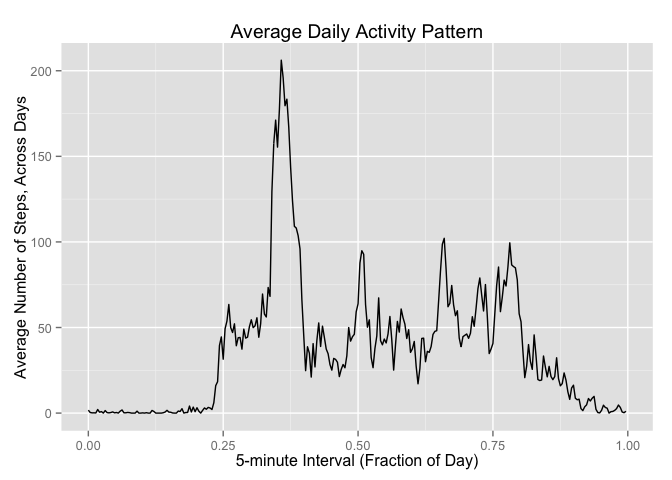 Average Daily Activity Pattern
Average Number of Steps, Across Days
200
150
100
50
0
0.00 0.25 0.50 0.75 1.00
5-minute Interval (Fraction of Day)